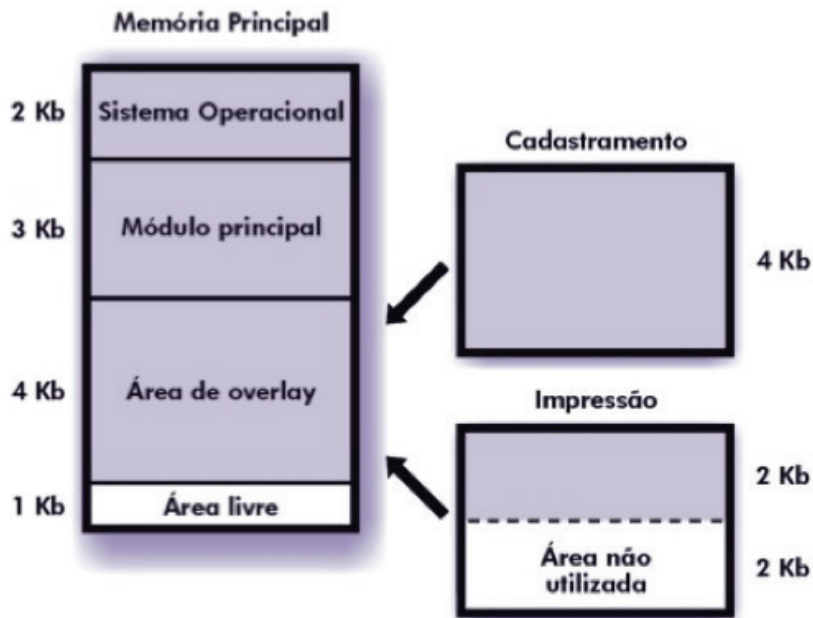 Memória Principal
2 Kb
Sistema Operacional
3 Kb
Módulo principal
4 Kb
Área de overlay
1 Kb
Área livre
Cadastramento
4 Kb
Impressão
2 Kb
Área não
utilizada
2 Kb